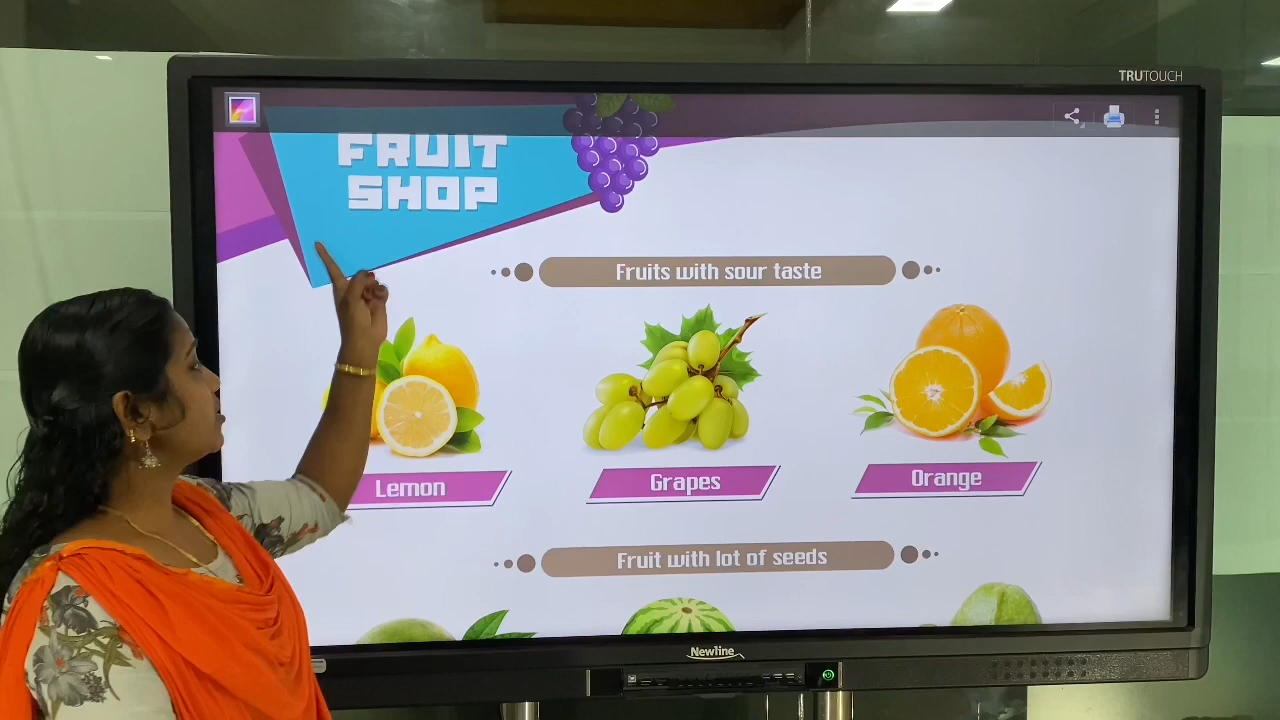 TRUTOUCH
FRUIT
SHOP
Fruits with sour taste
Lemon
Grapes
Orange
Fruit with lot of seeds
Newline